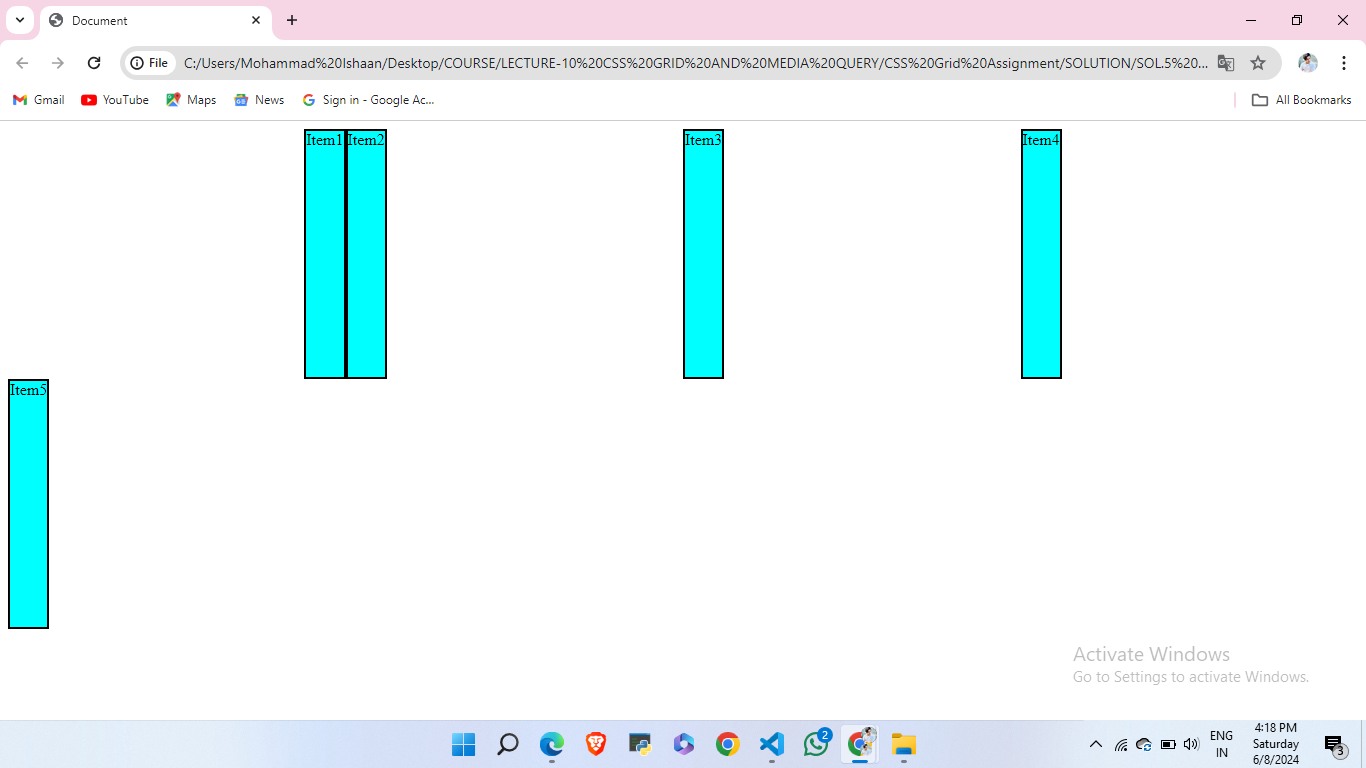 Document
File
C:/Users/Mohammad%20Ishaan/Desktop/COURSE/LECTURE-10%20CSS%20GRID%20AND%20MEDIA%20QUERY/CSS%20Grid%20Assignment/SOLUTION/SOL.5%20...
Gmail YouTube Maps News Sign in - Google Ac... All Bookmarks
Item1 Item2 Item3 Item4
Item5
Activate Windows
Go to Settings to activate Windows.
2
ENG
IN
4:18 PM
Saturday
6/8/2024
3